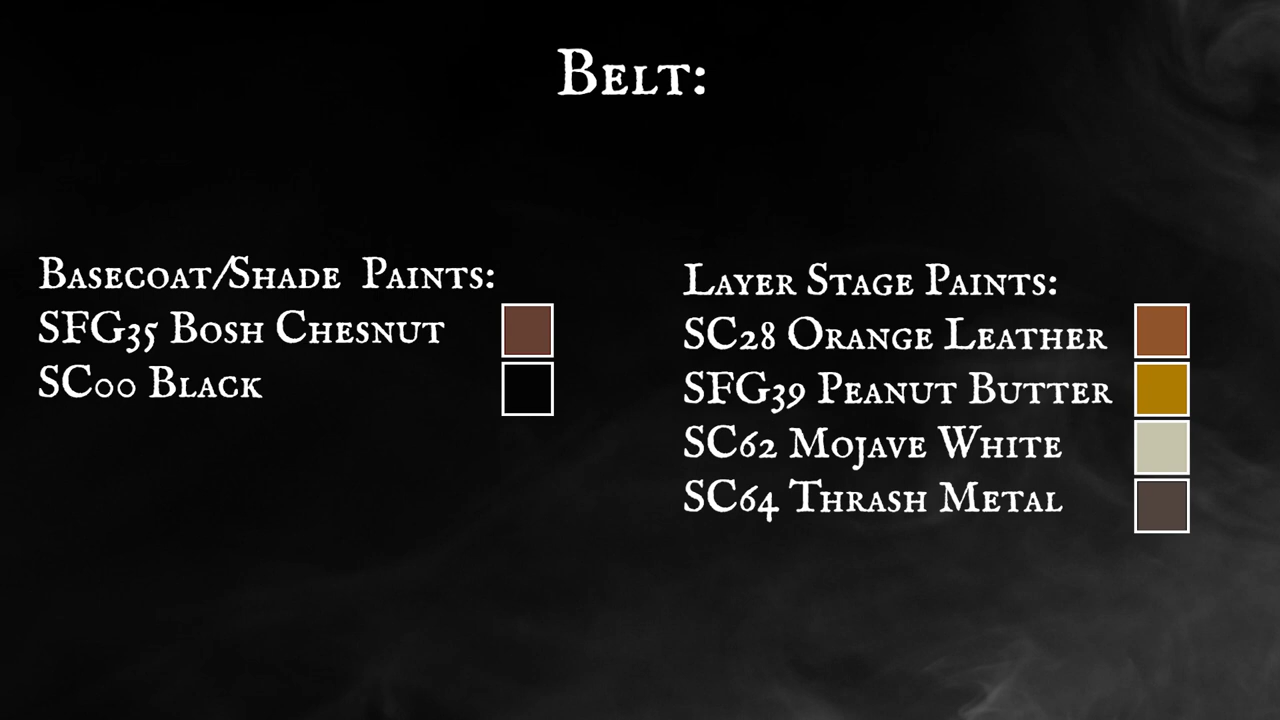 Belt:
Basecoat/Shade Paints:
SFG35 Bosh Chesnut
SC00 Black
Layer Stage Paints:
SC28 Orange Leather
SFG39 Peanut Butter
SC62 Mojave White
SC64 Thrash Metal